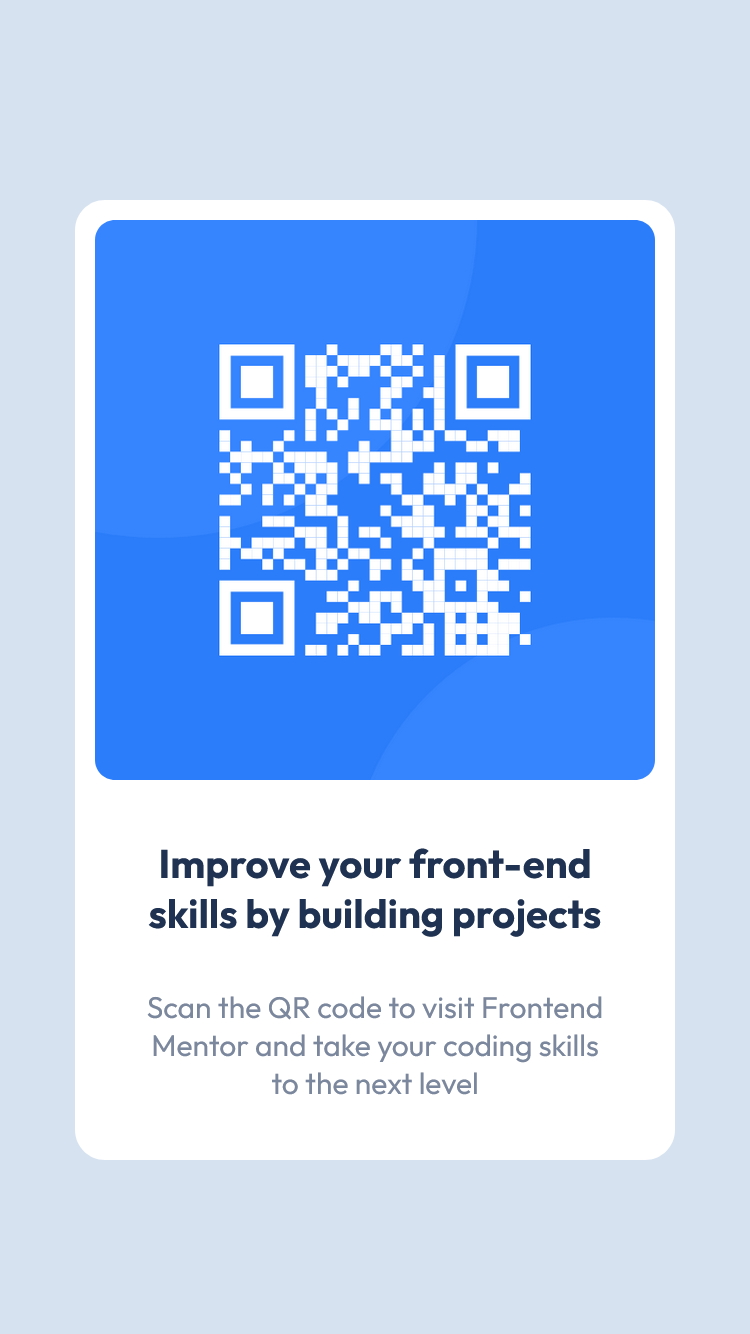 Improve your front-end
skills by building projects
Scan the QR code to visit Frontend
Mentor and take your coding skills
to the next level